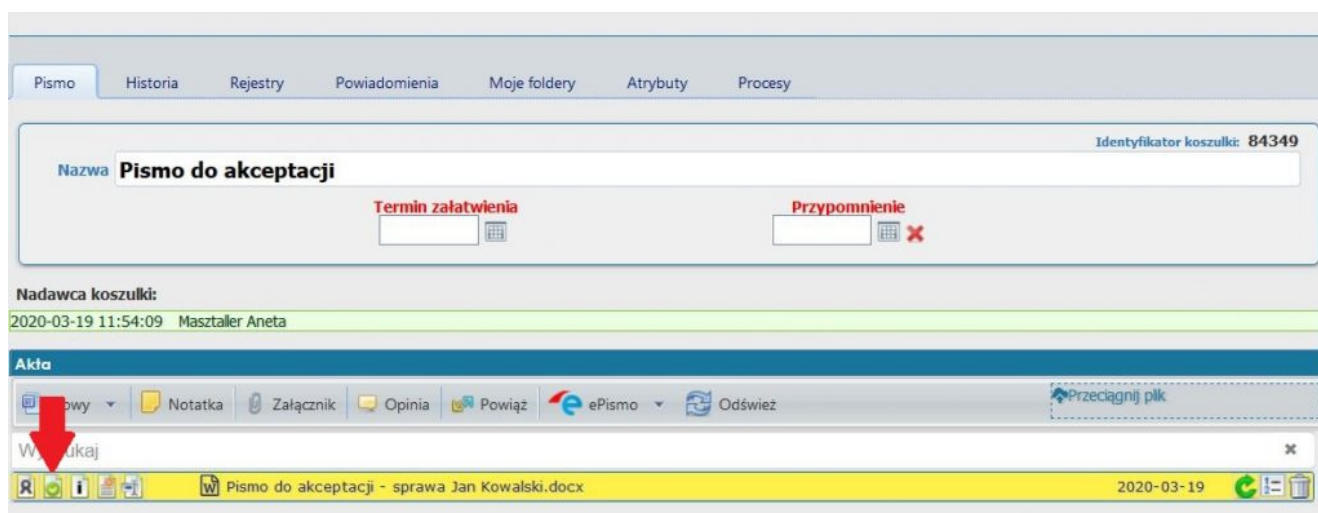 Pismo Historia Rejestry Powiadomienia Moje foldery Atrybuty Procesy
Identyfikator koszulki: 84349
Nazwa Pismo do akceptacji
Termin załatwienia Przypomnienie
Nadawca koszulki:
2020-03-19 11:54:09 Masztaler Aneta
Akta
Notatka Załącznik Opinia Powiąż ePismo Odśwież Przeciągnij plik
Pismo do akceptacji - sprawa Jan Kowalski.docx 2020-03-19